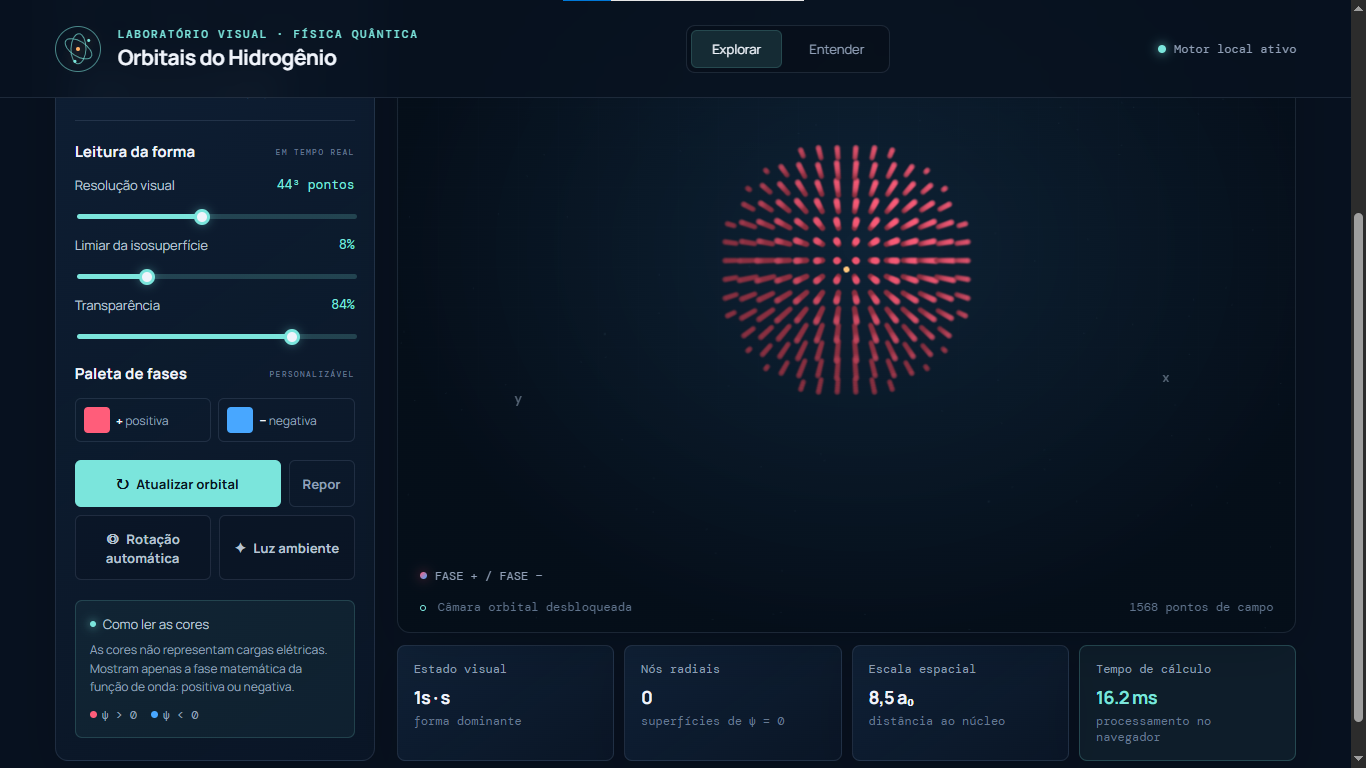 LABORATÓRIO VISUAL · FÍSICA QUÂNTICA
Orbitais do Hidrogênio
Explorar
Entender
Motor local ativo
Leitura da forma
EM TEMPO REAL
Resolução visual
44³ pontos
Limiar da isosuperfície
8%
Transparência
84%
Paleta de fases
PERSONALIZÁVEL
+ positiva
− negativa
↻ Atualizar orbital
Repor
Rotação
automática
✦ Luz ambiente
Como ler as cores
As cores não representam cargas elétricas.
Mostram apenas a fase matemática da
função de onda: positiva ou negativa.
ψ > 0
ψ < 0
y
x
FASE + / FASE −
Câmara orbital desbloqueada
1568 pontos de campo
Estado visual
1s · s
forma dominante
Nós radiais
0
superfícies de ψ = 0
Escala espacial
8,5 a₀
distância ao núcleo
Tempo de cálculo
16.2 ms
processamento no
navegador